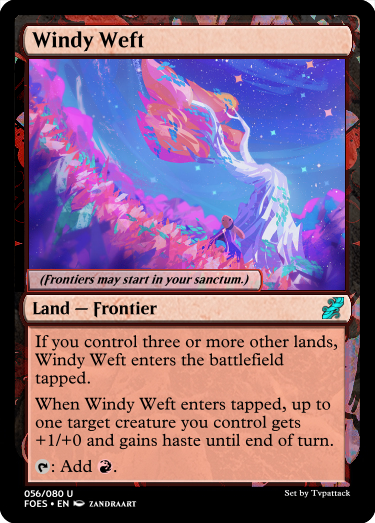 Windy Weft
(Frontiers may start in your sanctum.)
Land — Frontier
If you control three or more other lands,
Windy Weft enters the battlefield
tapped.
When Windy Weft enters tapped, up to
one target creature you control gets
+1/+0 and gains haste until end of turn.
: Add .
056/080 U
FOES • EN ZANDRAART
Set by Tvpattack